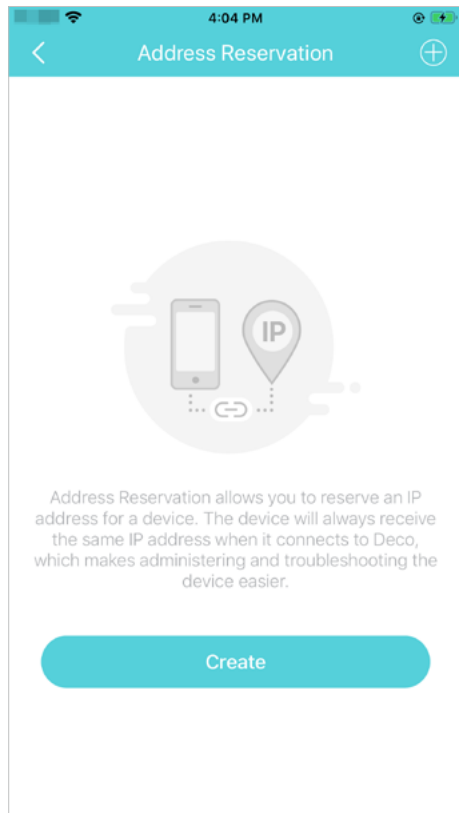 4:04 PM
Address Reservation
IP
Address Reservation allows you to reserve an IP
address for a device. The device will always receive
the same IP address when it connects to Deco,
which makes administering and troubleshooting the
device easier.
Create